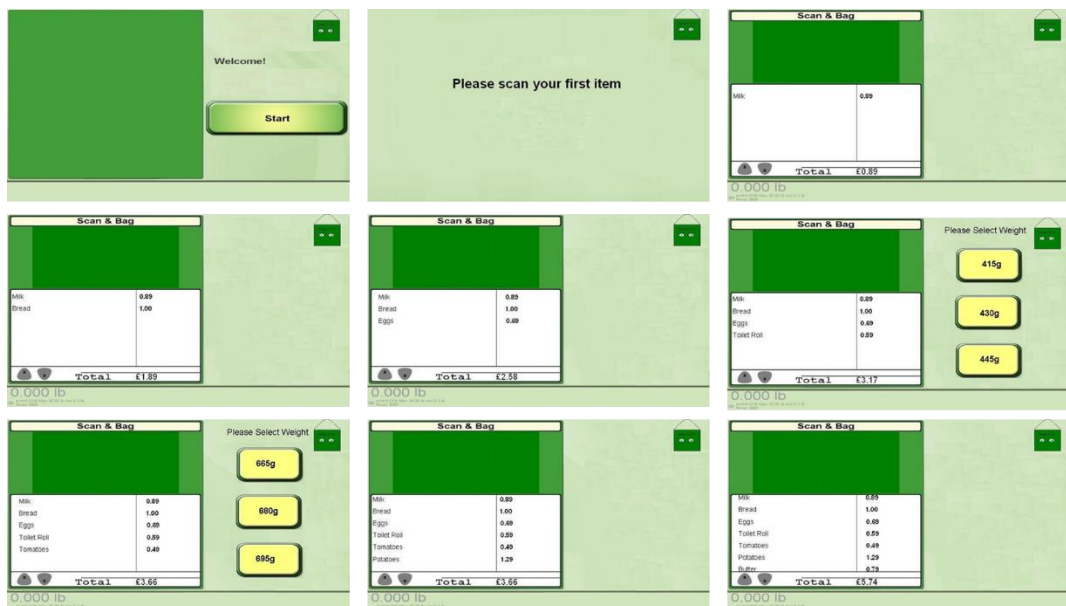 Welcome!
Start
Please scan your first item
Scan & Bag
Milk 0.89
Total £0.89
0.000 lb
Scan & Bag
Milk 0.89
Bread 1.00
Total £1.89
0.000 lb
Scan & Bag
Milk 0.89
Bread 1.00
Eggs 0.69
Total £2.58
0.000 lb
Scan & Bag
Please Select Weight
415g
Milk 0.89
Bread 1.00
430g
Eggs 0.69
Toilet Roll 0.59
445g
Total £3.17
0.000 lb
Scan & Bag
Please Select Weight
665g
Milk 0.89
Bread 1.00
680g
Eggs 0.69
Toilet Roll 0.59
Tomatoes 0.49
695g
Total £3.66
0.000 lb
Scan & Bag
Milk 0.89
Bread 1.00
Eggs 0.69
Toilet Roll 0.59
Tomatoes 0.49
Potatoes 1.29
Total £3.66
0.000 lb
Scan & Bag
Milk 0.89
Bread 1.00
Eggs 0.69
Toilet Roll 0.59
Tomatoes 0.49
Potatoes 1.29
Butter 0.79
Total £5.74
0.000 lb